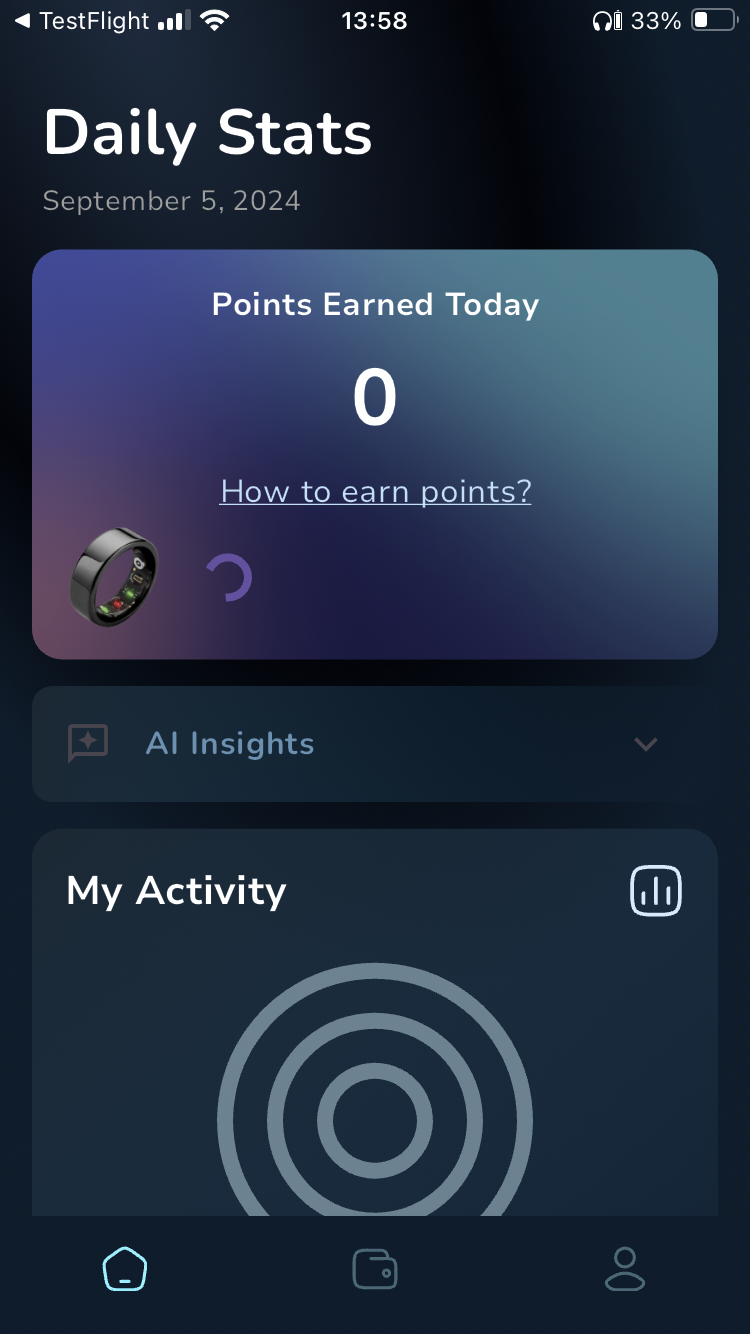 TestFlight 13:58 33%
Daily Stats
September 5, 2024
Points Earned Today
0
How to earn points?
AI Insights
My Activity